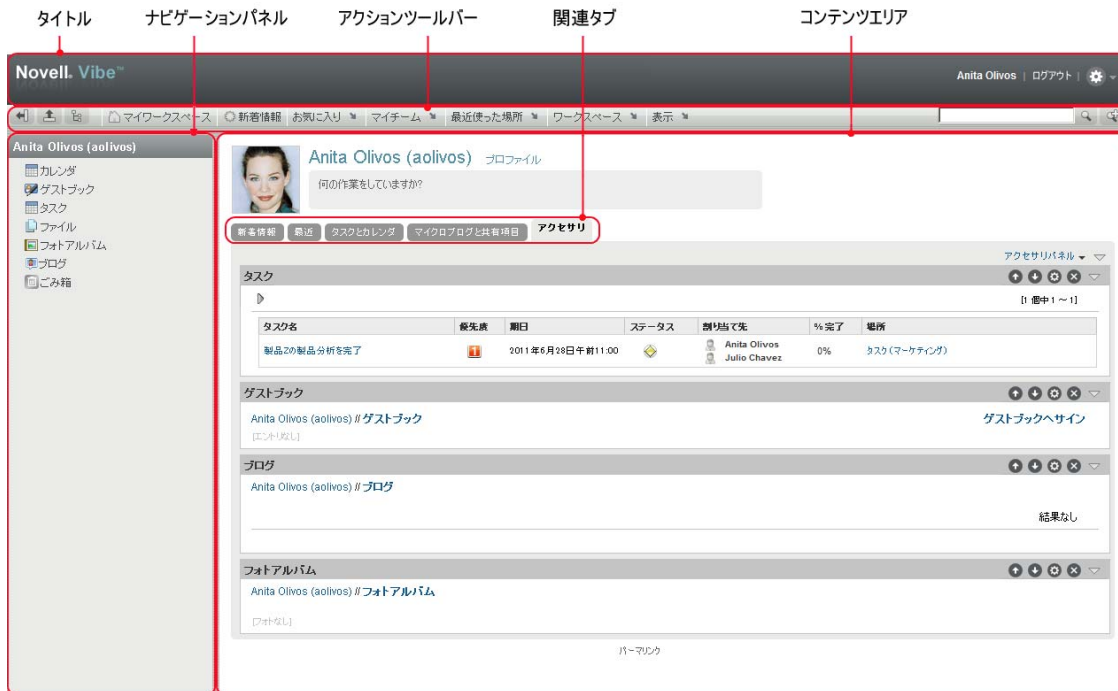 タイトル ナビゲーションパネル アクションツールバー 関連タブ コンテンツエリア
Novell. Vibe™
Anita Olivos | ログアウト |
マイワークスペース 新着情報 お気に入り マイチーム 最近使った場所 ワークスペース 表示
Anita Olivos (aolivos)
カレンダ
ゲストブック
タスク
ファイル
フォトアルバム
ブログ
ごみ箱
Anita Olivos (aolivos) プロファイル
何の作業をしていますか?
新着情報 最近 タスクとカレンダ マイクロブログと共有項目 アクセサリ
アクセサリパネル
タスク
[1 個中 1 ～ 1]
タスク名 優先度 期日 ステータス 割り当て先 %完了 場所
製品Zの製品分析を完了 1 2011年6月28日午前11:00 Anita Olivos 0% タスク(マーケティング)
Julio Chavez
ゲストブック
Anita Olivos (aolivos) // ゲストブック ゲストブックへサイン
[エントリなし]
ブログ
Anita Olivos (aolivos) // ブログ
結果なし
フォトアルバム
Anita Olivos (aolivos) // フォトアルバム
[フォトなし]
パーマリンク